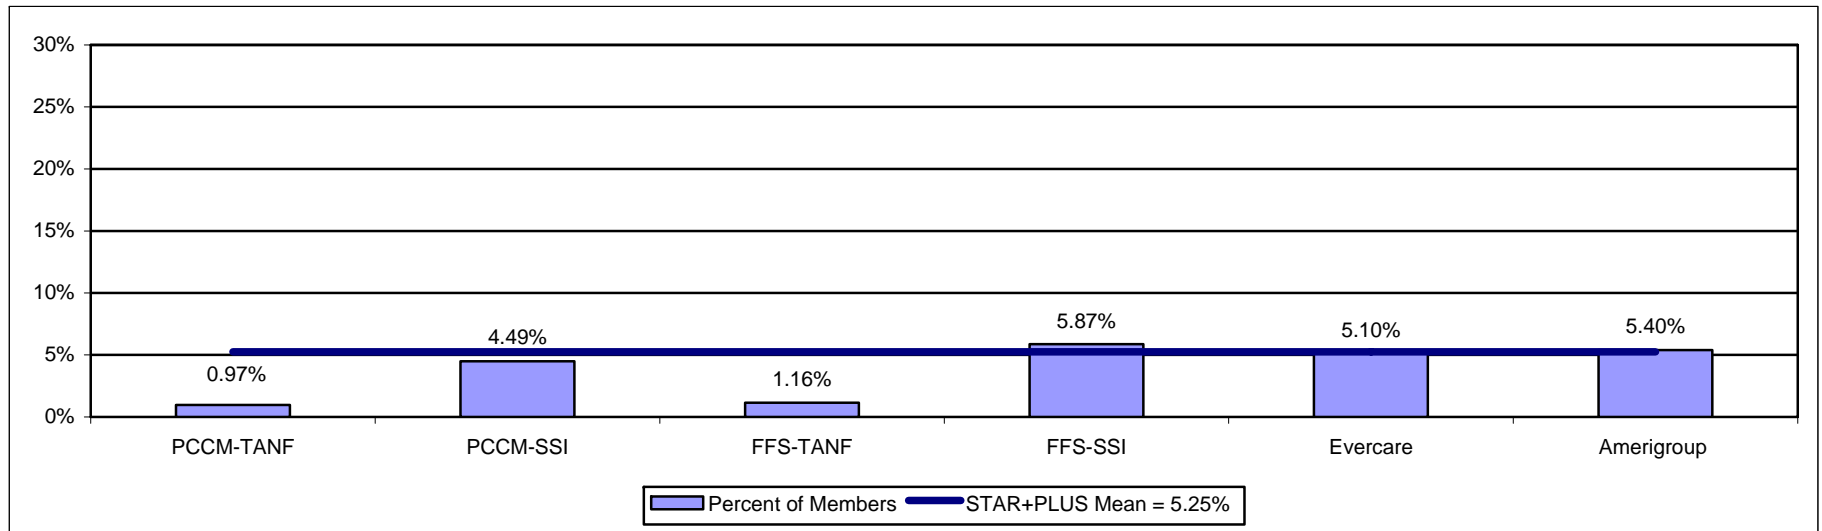 30%
25%
20%
15%
10%
5%
0%
0.97%
4.49%
1.16%
5.87%
5.10%
5.40%
PCCM-TANF
PCCM-SSI
FFS-TANF
FFS-SSI
Evercare
Amerigroup
Percent of Members
STAR+PLUS Mean = 5.25%